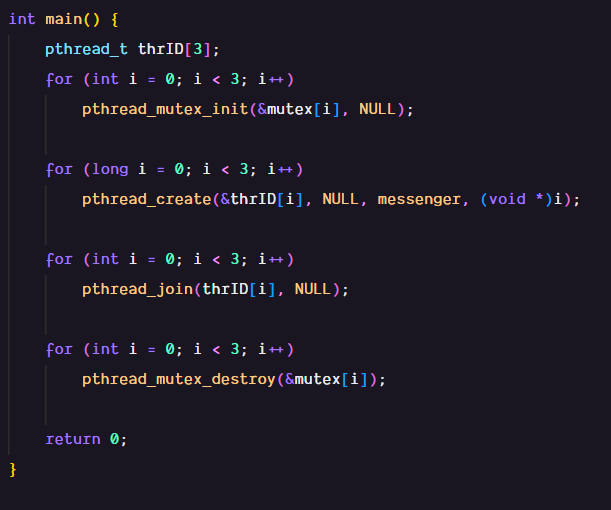 int main() {
    pthread_t thrID[3];
    for (int i = 0; i < 3; i++)
        pthread_mutex_init(&mutex[i], NULL);

    for (long i = 0; i < 3; i++)
        pthread_create(&thrID[i], NULL, messenger, (void *)i);

    for (int i = 0; i < 3; i++)
        pthread_join(thrID[i], NULL);

    for (int i = 0; i < 3; i++)
        pthread_mutex_destroy(&mutex[i]);

    return 0;
}